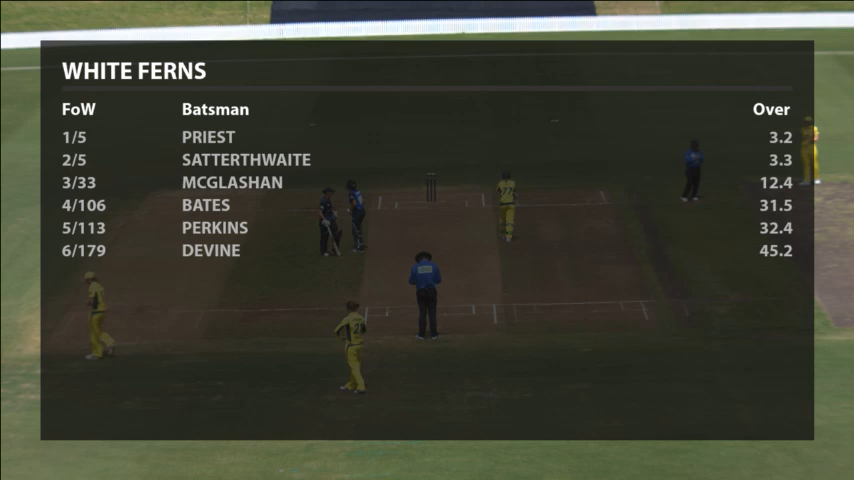 WHITE FERNS
FoW Batsman Over
1/5 PRIEST 3.2
2/5 SATTERTHWAITE 3.3
3/33 MCGLASHAN 12.4
4/106 BATES 31.5
5/113 PERKINS 32.4
6/179 DEVINE 45.2
77